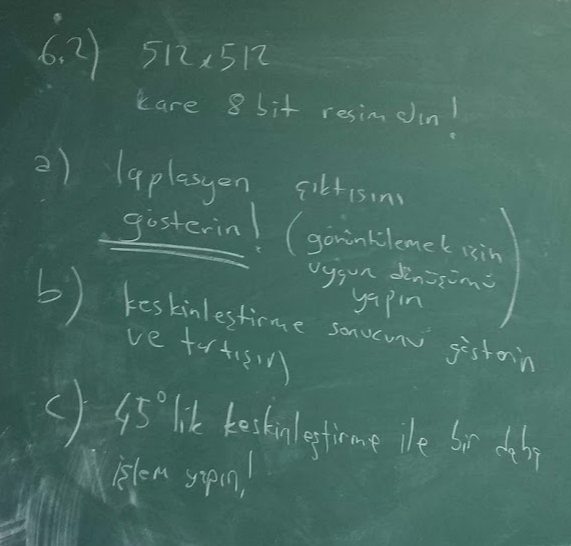 6.2) 512x512
kare 8 bit resim alın!
a) laplasyen çıktısını
gösterin! (görüntülemek için
uygun dönüşümü
yapın)
b) keskinleştirme sonucunu gösterin
ve tartışın
c) 45°lik keskinleştirme ile bir daha
işlem yapın!